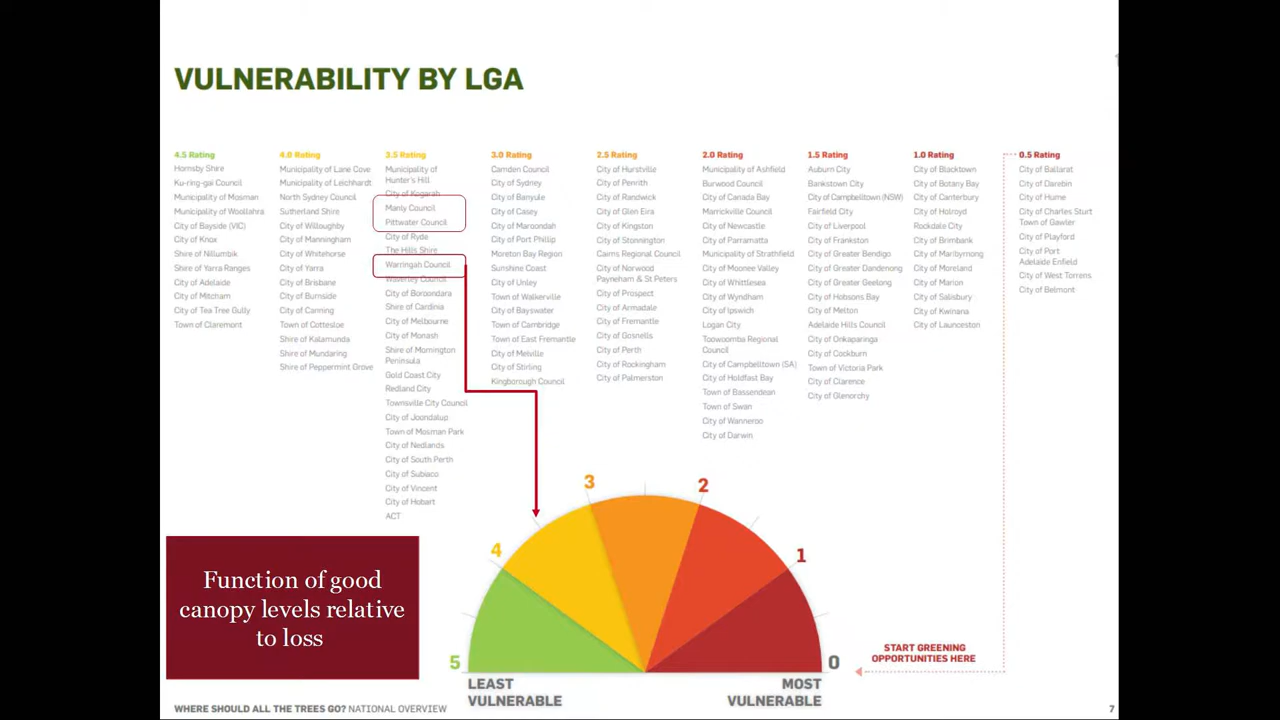 VULNERABILITY BY LGA
4.5 Rating
Hornsby Shire
Ku-ring-gai Council
Municipality of Mosman
Municipality of Woollahra
City of Bayside (VIC)
City of Knox
Shire of Nillumbik
Shire of Yarra Ranges
City of Adelaide
City of Mitcham
City of Tea Tree Gully
Town of Claremont
4.0 Rating
Municipality of Lane Cove
Municipality of Leichhardt
North Sydney Council
Sutherland Shire
City of Willoughby
City of Manningham
City of Whitehorse
City of Yarra
City of Brisbane
City of Burnside
City of Canning
Town of Cottesloe
Shire of Kalamunda
Shire of Mundaring
Shire of Peppermint Grove
3.5 Rating
Municipality of
Hunter's Hill
City of Kogarah
Manly Council
Pittwater Council
City of Ryde
The Hills Shire
Warringah Council
Waverley Council
City of Boroondara
Shire of Cardinia
City of Melbourne
City of Monash
Shire of Mornington
Peninsula
Gold Coast City
Redland City
Townsville City Council
City of Joondalup
Town of Mosman Park
City of Nedlands
City of South Perth
City of Subiaco
City of Vincent
City of Hobart
ACT
3.0 Rating
Camden Council
City of Sydney
City of Banyule
City of Casey
City of Maroondah
City of Port Phillip
Moreton Bay Region
Sunshine Coast
City of Unley
Town of Walkerville
City of Bayswater
Town of Cambridge
Town of East Fremantle
City of Melville
City of Stirling
Kingborough Council
2.5 Rating
City of Hurstville
City of Penrith
City of Randwick
City of Glen Eira
City of Kingston
City of Stonnington
Cairns Regional Council
City of Norwood
Payneham & St Peters
City of Prospect
City of Armadale
City of Fremantle
City of Gosnells
City of Perth
City of Rockingham
City of Palmerston
2.0 Rating
Municipality of Ashfield
Burwood Council
City of Canada Bay
Marrickville Council
City of Newcastle
City of Parramatta
Municipality of Strathfield
City of Moonee Valley
City of Whittlesea
City of Wyndham
City of Ipswich
Logan City
Toowoomba Regional
Council
City of Campbelltown (SA)
City of Holdfast Bay
Town of Bassendean
Town of Swan
City of Wanneroo
City of Darwin
1.5 Rating
Auburn City
Bankstown City
City of Campbelltown (NSW)
Fairfield City
City of Liverpool
City of Frankston
City of Greater Bendigo
City of Greater Dandenong
City of Greater Geelong
City of Hobsons Bay
City of Melton
Adelaide Hills Council
City of Onkaparinga
City of Cockburn
Town of Victoria Park
City of Clarence
City of Glenorchy
1.0 Rating
City of Blacktown
City of Botany Bay
City of Canterbury
City of Holroyd
Rockdale City
City of Brimbank
City of Maribyrnong
City of Moreland
City of Marion
City of Salisbury
City of Kwinana
City of Launceston
0.5 Rating
City of Ballarat
City of Darebin
City of Hume
City of Charles Sturt
Town of Gawler
City of Playford
City of Port
Adelaide Enfield
City of West Torrens
City of Belmont
Function of good
canopy levels relative
to loss
5
4
3
2
1
0
LEAST
VULNERABLE
MOST
VULNERABLE
START GREENING
OPPORTUNITIES HERE
WHERE SHOULD ALL THE TREES GO? NATIONAL OVERVIEW
7